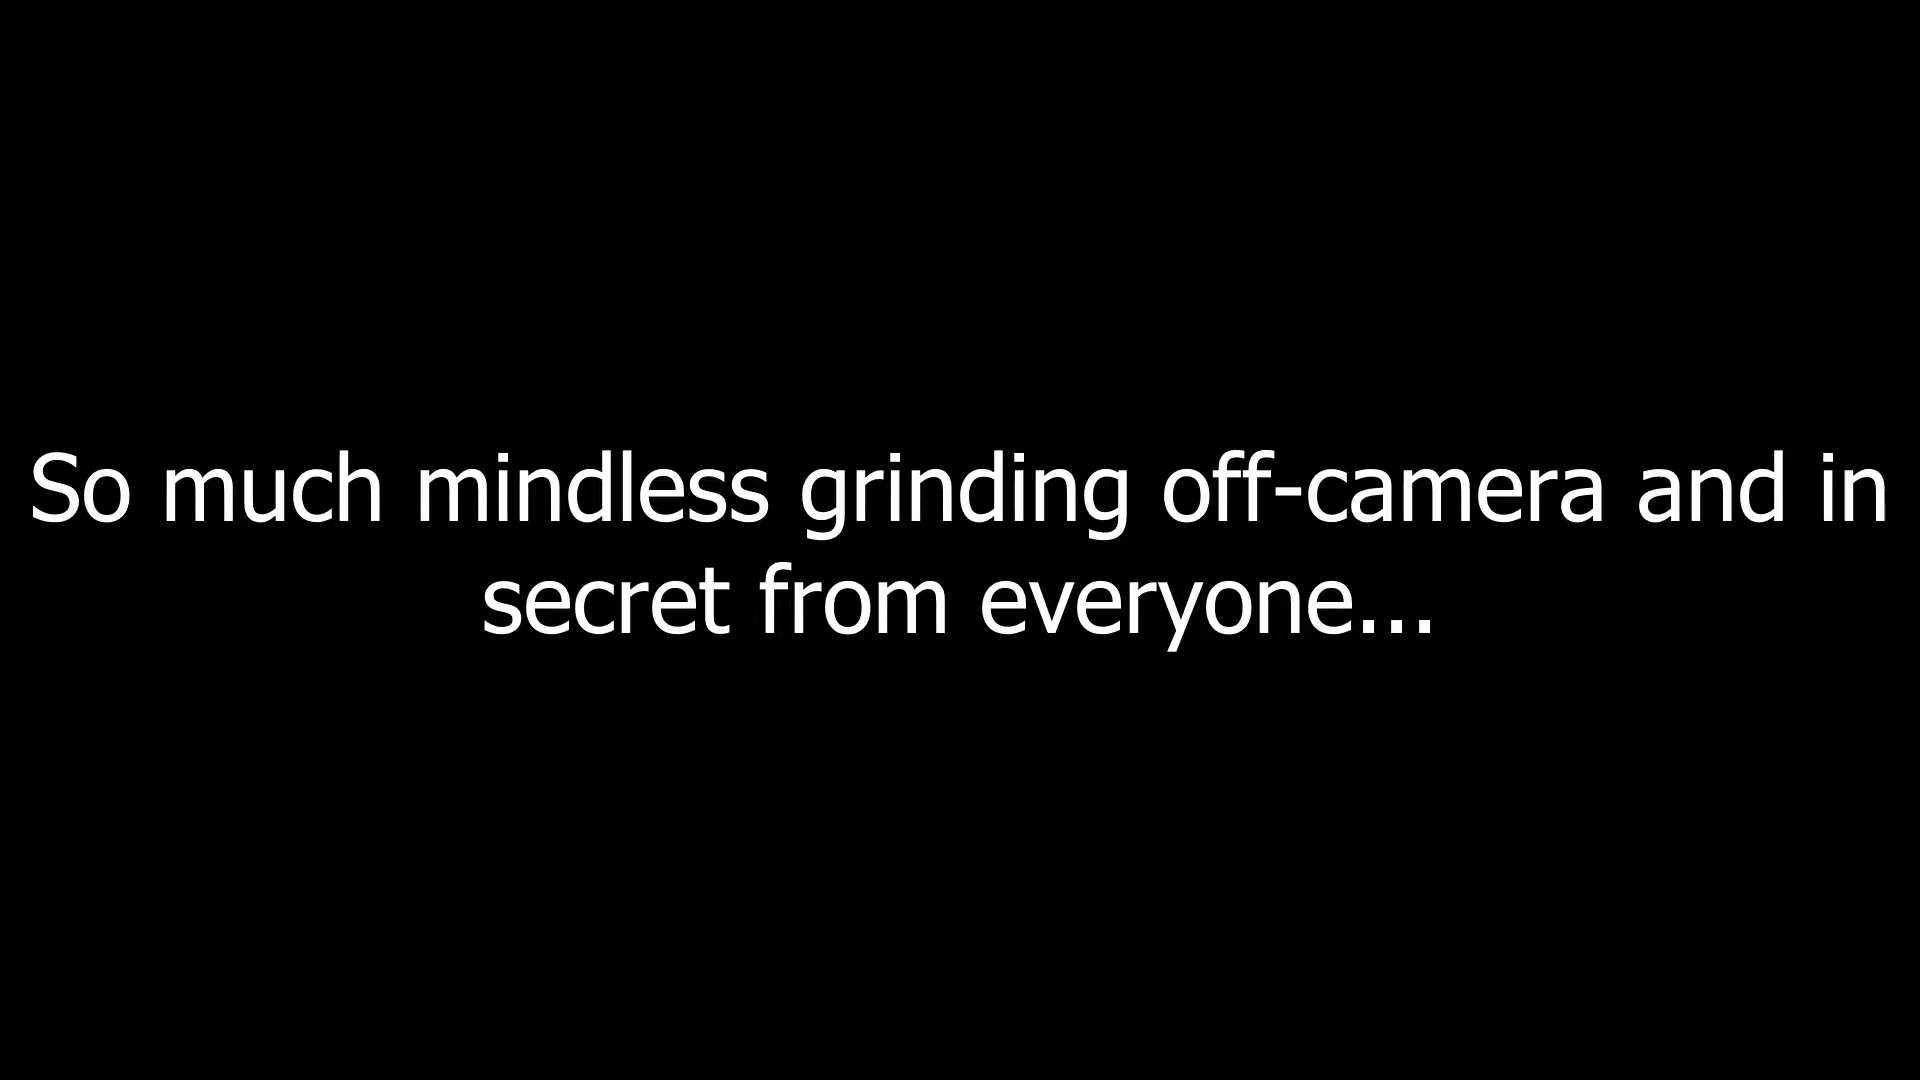 So much mindless grinding off-camera and in
secret from everyone...